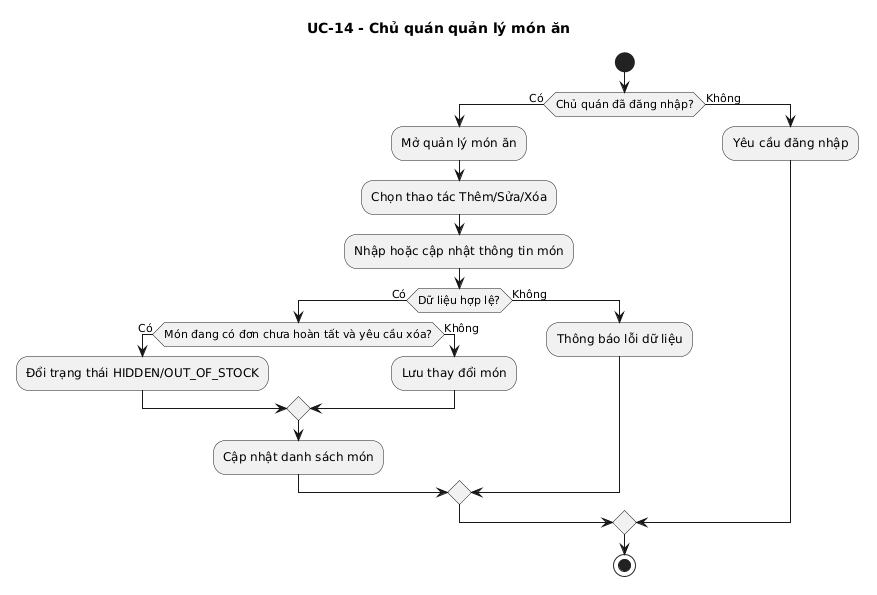 UC-14 - Chủ quán quản lý món ăn
Chủ quán đã đăng nhập?
Có
Không
Mở quản lý món ăn
Yêu cầu đăng nhập
Chọn thao tác Thêm/Sửa/Xóa
Nhập hoặc cập nhật thông tin món
Dữ liệu hợp lệ?
Có
Không
Món đang có đơn chưa hoàn tất và yêu cầu xóa?
Có
Không
Thông báo lỗi dữ liệu
Đổi trạng thái HIDDEN/OUT_OF_STOCK
Lưu thay đổi món
Cập nhật danh sách món